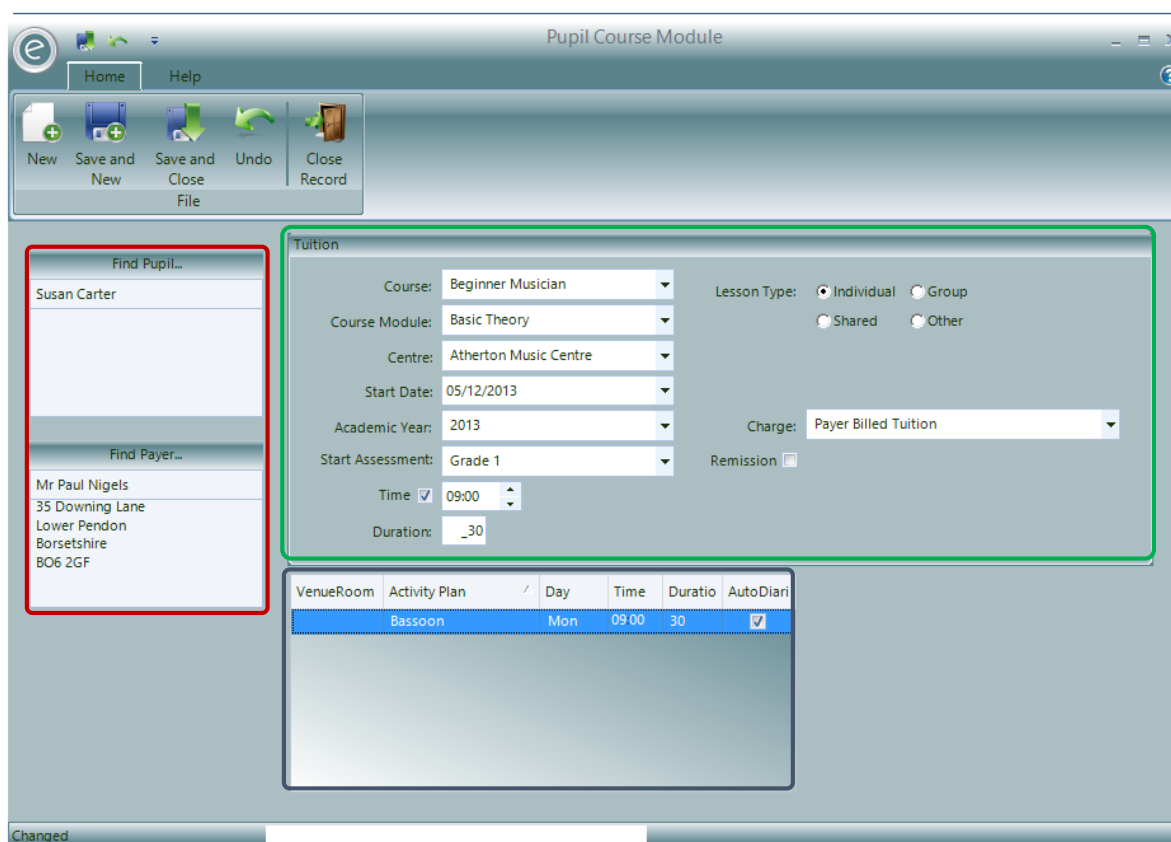 Pupil Course Module
Home Help
New Save and New Save and Close Undo Close Record
File
Find Pupil...
Susan Carter
Find Payer...
Mr Paul Nigels
35 Downing Lane
Lower Pendon
Borsetshire
BO6 2GF
Tuition
Course: Beginner Musician
Course Module: Basic Theory
Centre: Atherton Music Centre
Start Date: 05/12/2013
Academic Year: 2013
Start Assessment: Grade 1
Time 09:00
Duration: _30
Lesson Type: Individual Group
Shared Other
Charge: Payer Billed Tuition
Remission
VenueRoom Activity Plan Day Time Duratio AutoDiari
Bassoon Mon 09:00 30
Changed